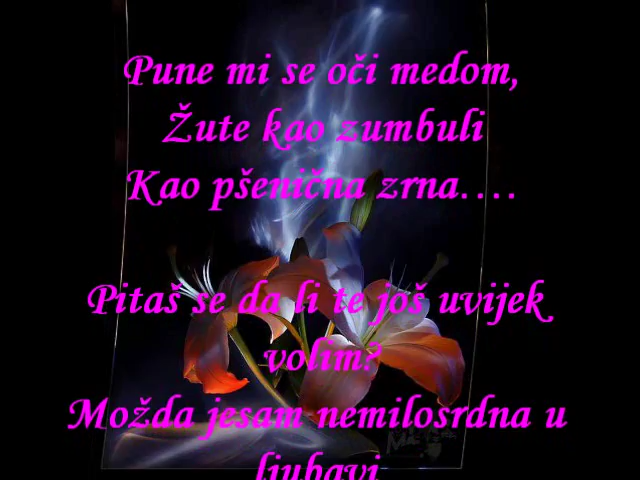 Pune mi se oči medom,
Žute kao zumbuli
Kao pšenična zrna….
Pitaš se da li te još uvijek
volim?
Možda jesam nemilosrdna u
ljubavi